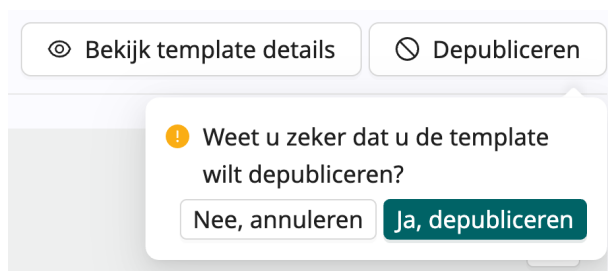 Bekijk template details Depubliceren
Weet u zeker dat u de template
wilt depubliceren?
Nee, annuleren Ja, depubliceren